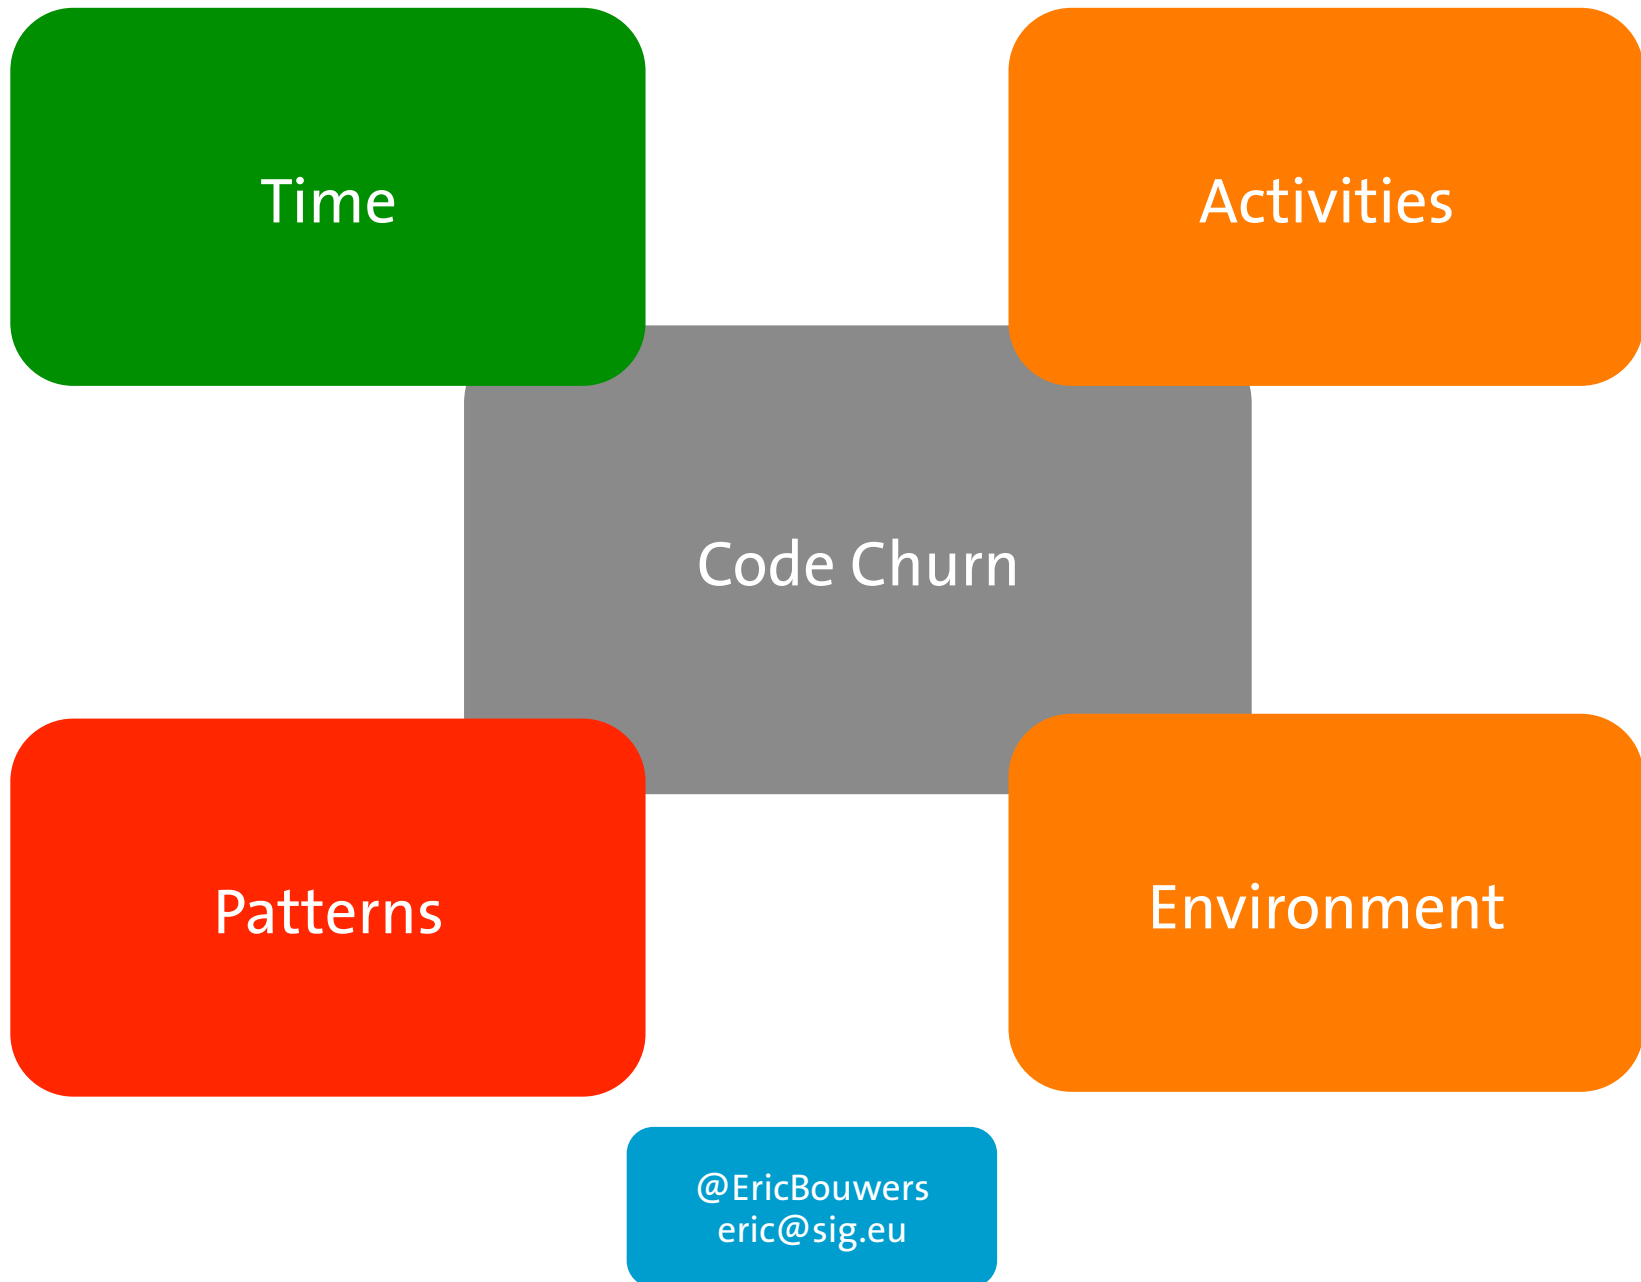 Time
Activities
Code Churn
Patterns
Environment
@EricBouwers
eric@sig.eu